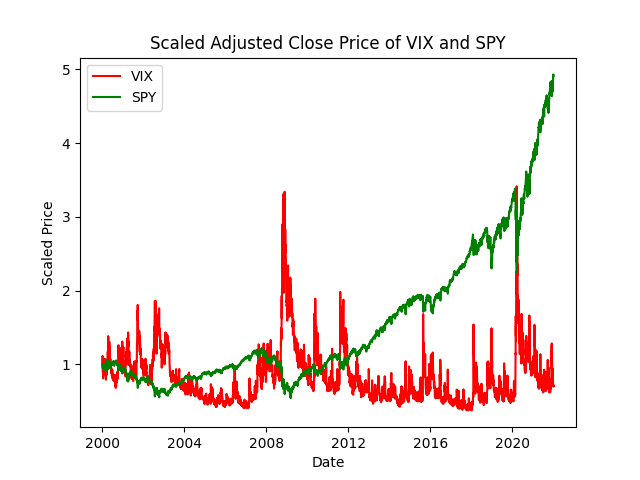 Scaled Adjusted Close Price of VIX and SPY
VIX
SPY
5
4
3
2
1
Scaled Price
2000 2004 2008 2012 2016 2020
Date